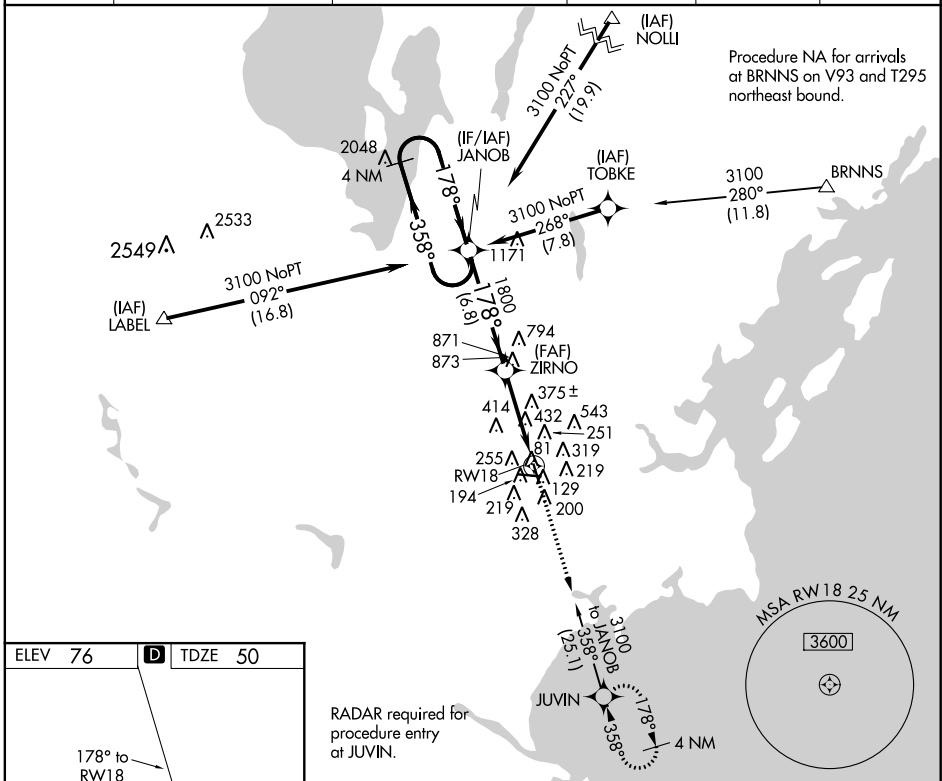 (IAF)
NOLLI
3100 NoPT
227°
(19.9)
Procedure NA for arrivals
at BRNNS on V93 and T295
northeast bound.
2048
4 NM
(IF/IAF)
JANOB
178°
358°
(IAF)
TOBKE
3100 NoPT
268°
(7.8)
1171
3100
280°
(11.8)
BRNNS
2549
2533
3100 NoPT
092°
(16.8)
(IAF)
LABEL
1800
178°
(6.8)
794
871
873
(FAF)
ZIRNO
375±
414
432
543
251
81
319
255
RW18
219
194
129
219
200
328
3100
to JANOB
358°
(25.1)
JUVIN
178°
358°
4 NM
MSA RW18 25 NM
3600
ELEV 76
D
TDZE 50
178° to
RW18
RADAR required for
procedure entry
at JUVIN.